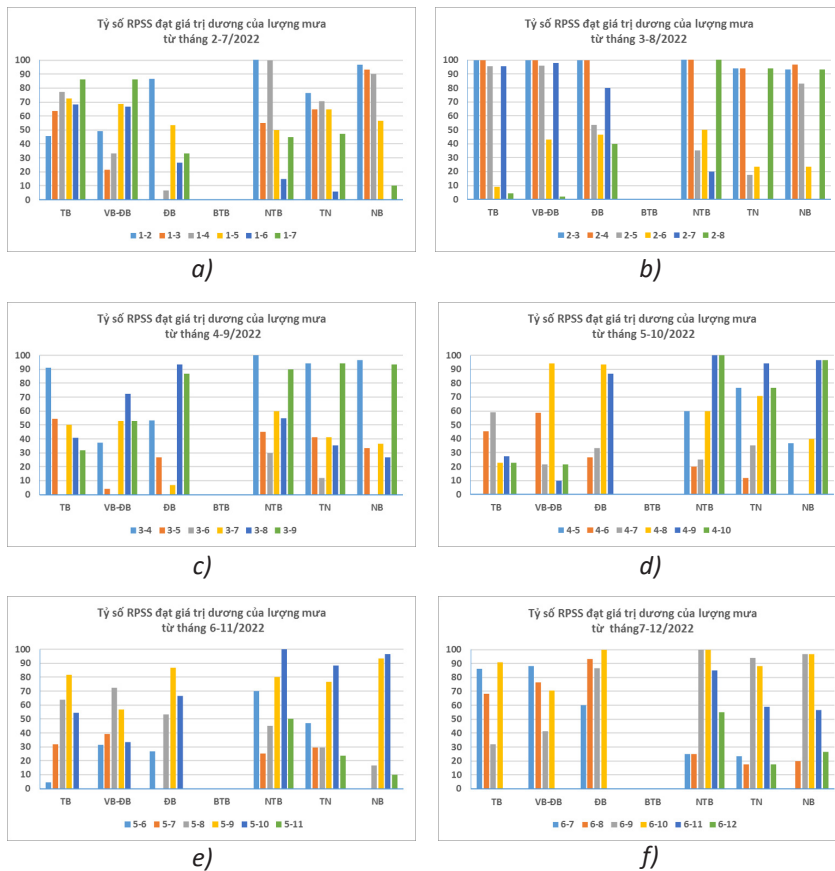 Tỷ số RPSS đạt giá trị dương của lượng mưa
từ tháng 2-7/2022
100
90
80
70
60
50
40
30
20
10
0
TB VB-ĐB ĐB BTB NTB TN NB
1-2 1-3 1-4 1-5 1-6 1-7
a)
Tỷ số RPSS đạt giá trị dương của lượng mưa
từ tháng 3-8/2022
100
90
80
70
60
50
40
30
20
10
0
TB VB-ĐB ĐB BTB NTB TN NB
2-3 2-4 2-5 2-6 2-7 2-8
b)
Tỷ số RPSS đạt giá trị dương của lượng mưa
từ tháng 4-9/2022
100
90
80
70
60
50
40
30
20
10
0
TB VB-ĐB ĐB BTB NTB TN NB
3-4 3-5 3-6 3-7 3-8 3-9
c)
Tỷ số RPSS đạt giá trị dương của lượng mưa
từ tháng 5-10/2022
100
90
80
70
60
50
40
30
20
10
0
TB VB-ĐB ĐB BTB NTB TN NB
4-5 4-6 4-7 4-8 4-9 4-10
d)
Tỷ số RPSS đạt giá trị dương của lượng mưa
từ tháng 6-11/2022
100
90
80
70
60
50
40
30
20
10
0
TB VB-ĐB ĐB BTB NTB TN NB
5-6 5-7 5-8 5-9 5-10 5-11
e)
Tỷ số RPSS đạt giá trị dương của lượng mưa
từ tháng7-12/2022
100
90
80
70
60
50
40
30
20
10
0
TB VB-ĐB ĐB BTB NTB TN NB
6-7 6-8 6-9 6-10 6-11 6-12
f)